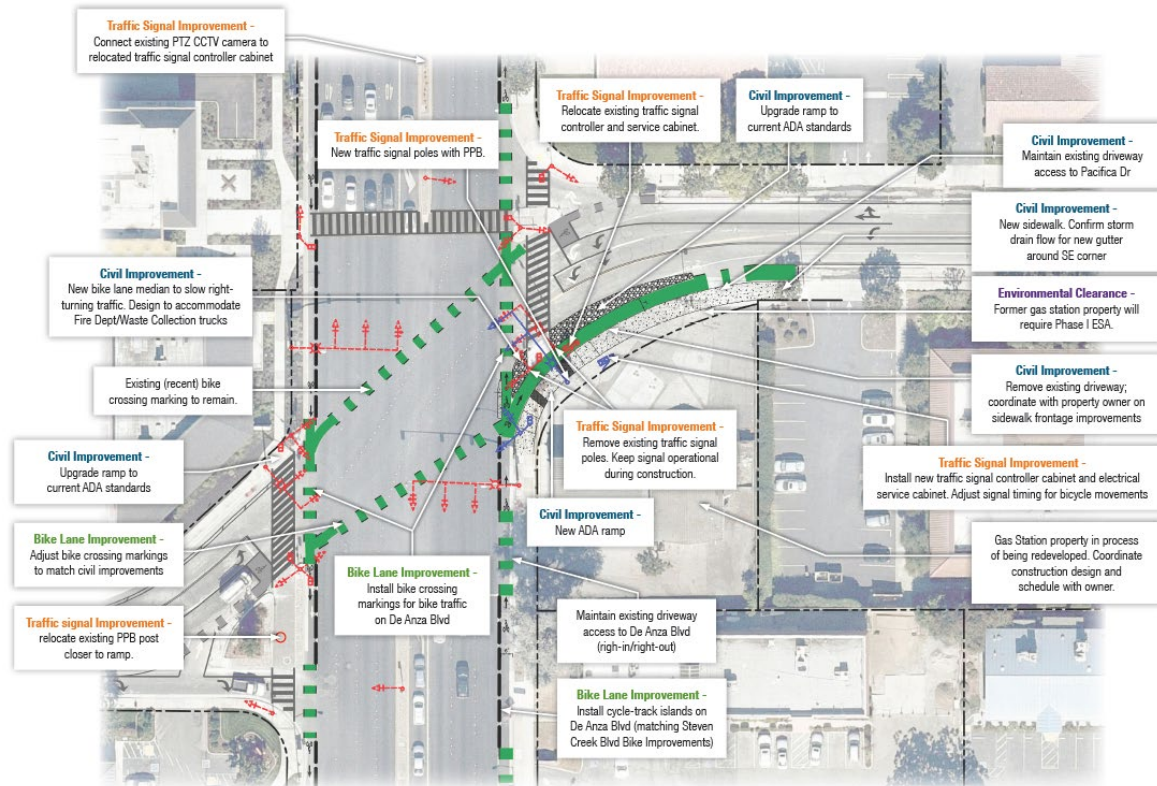 Traffic Signal Improvement -
Connect existing PTZ CCTV camera to
relocated traffic signal controller cabinet
Traffic Signal Improvement -
New traffic signal poles with PPB.
Traffic Signal Improvement -
Relocate existing traffic signal
controller and service cabinet.
Civil Improvement -
Upgrade ramp to
current ADA standards
Civil Improvement -
Maintain existing driveway
access to Pacifica Dr
Civil Improvement -
New sidewalk. Confirm storm
drain flow for new gutter
around SE corner
Environmental Clearance -
Former gas station property will
require Phase I ESA.
Civil Improvement -
Remove existing driveway;
coordinate with property owner on
sidewalk frontage improvements
Traffic Signal Improvement -
Install new traffic signal controller cabinet and electrical
service cabinet. Adjust signal timing for bicycle movements
Gas Station property in process
of being redeveloped. Coordinate
construction design and
schedule with owner.
Civil Improvement -
New bike lane median to slow right-
turning traffic. Design to accommodate
Fire Dept/Waste Collection trucks
Existing (recent) bike
crossing marking to remain.
Civil Improvement -
Upgrade ramp to
current ADA standards
Bike Lane Improvement -
Adjust bike crossing markings
to match civil improvements
Traffic signal Improvement -
relocate existing PPB post
closer to ramp.
Traffic Signal Improvement -
Remove existing traffic signal
poles. Keep signal operational
during construction.
Civil Improvement -
New ADA ramp
Bike Lane Improvement -
Install bike crossing
markings for bike traffic
on De Anza Blvd
Maintain existing driveway
access to De Anza Blvd
(righ-in/right-out)
Bike Lane Improvement -
Install cycle-track islands on
De Anza Blvd (matching Steven
Creek Blvd Bike Improvements)